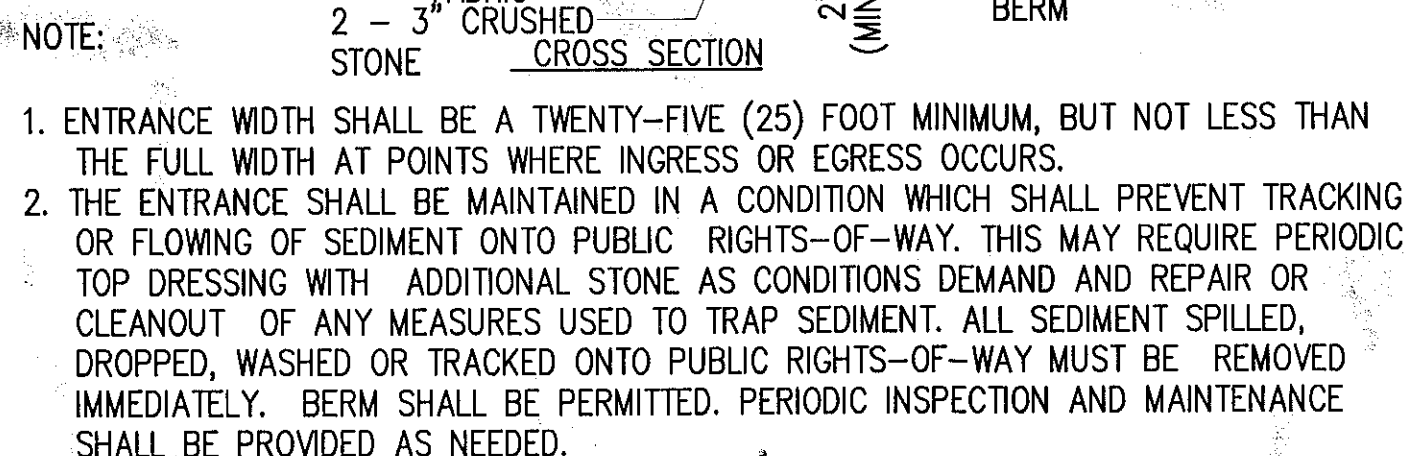 2 - 3" CRUSHED
STONE
CROSS SECTION
(MIN
BERM
NOTE:
1. ENTRANCE WIDTH SHALL BE A TWENTY-FIVE (25) FOOT MINIMUM, BUT NOT LESS THAN
THE FULL WIDTH AT POINTS WHERE INGRESS OR EGRESS OCCURS.
2. THE ENTRANCE SHALL BE MAINTAINED IN A CONDITION WHICH SHALL PREVENT TRACKING
OR FLOWING OF SEDIMENT ONTO PUBLIC RIGHTS-OF-WAY. THIS MAY REQUIRE PERIODIC
TOP DRESSING WITH ADDITIONAL STONE AS CONDITIONS DEMAND AND REPAIR OR
CLEANOUT OF ANY MEASURES USED TO TRAP SEDIMENT. ALL SEDIMENT SPILLED,
DROPPED, WASHED OR TRACKED ONTO PUBLIC RIGHTS-OF-WAY MUST BE REMOVED
IMMEDIATELY. BERM SHALL BE PERMITTED. PERIODIC INSPECTION AND MAINTENANCE
SHALL BE PROVIDED AS NEEDED.